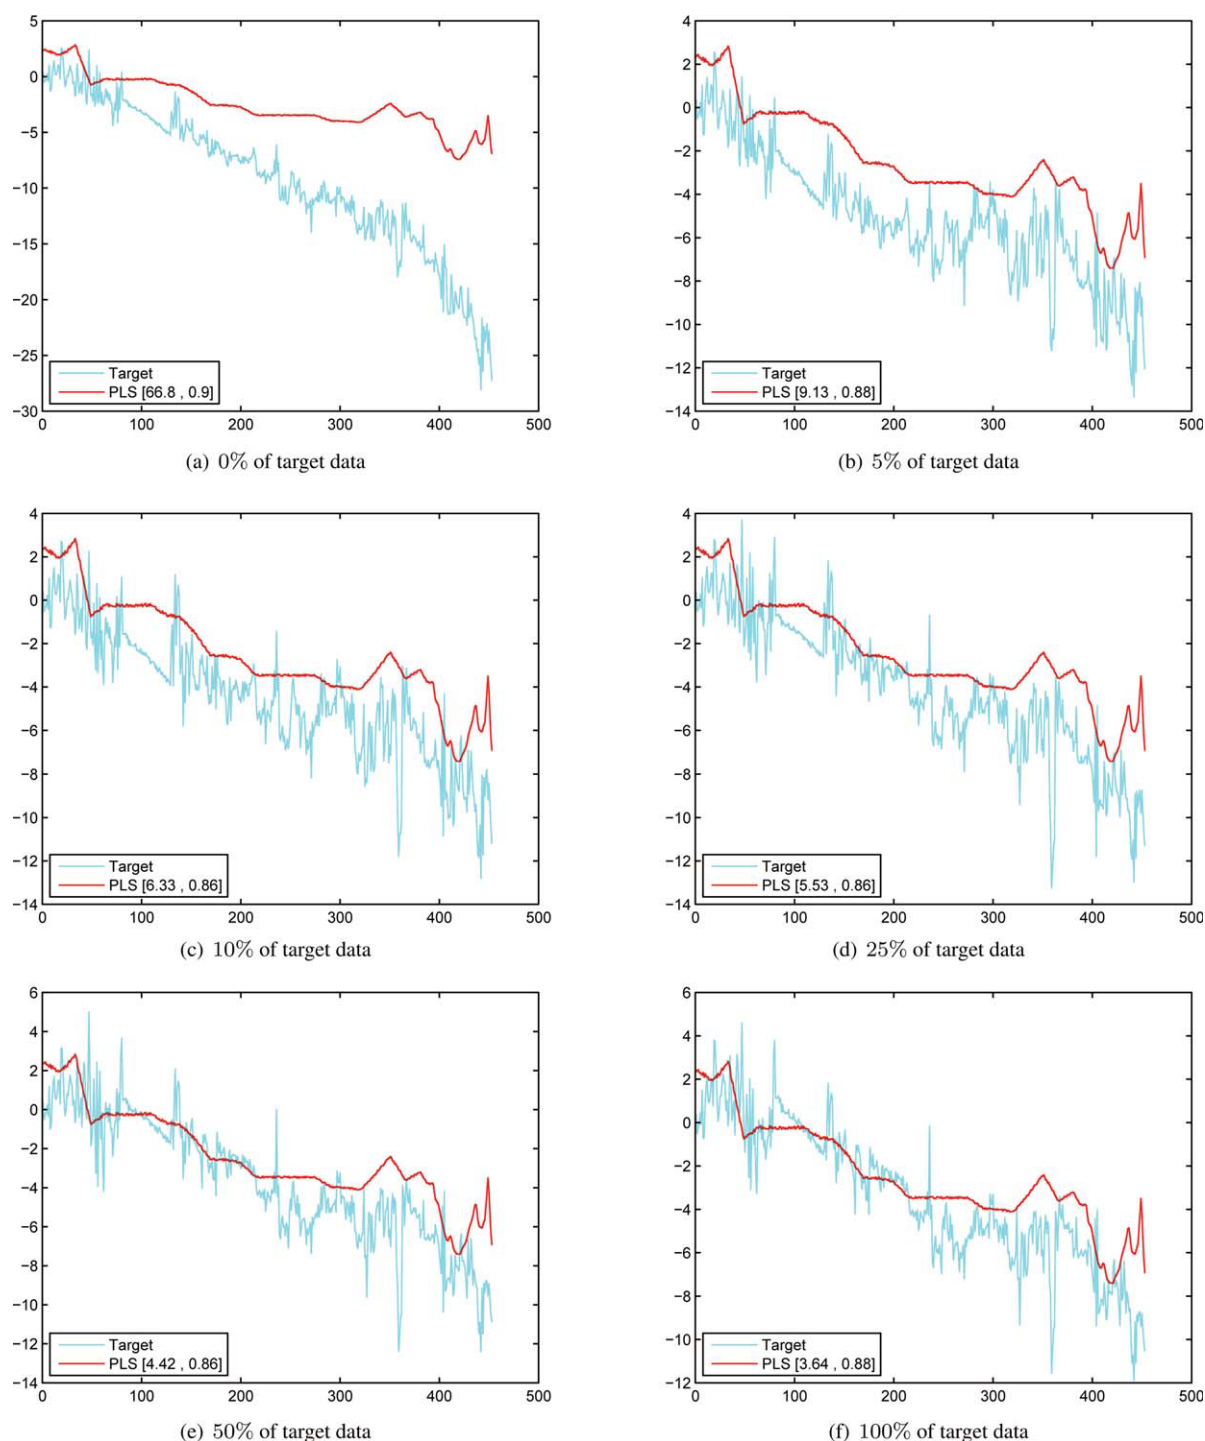 5
0
−5
−10
−15
−20
−25
−30
0 100 200 300 400 500
Target
PLS [66.8 , 0.9]
(a) 0% of target data
4
2
0
−2
−4
−6
−8
−10
−12
−14
0 100 200 300 400 500
Target
PLS [9.13 , 0.88]
(b) 5% of target data
4
2
0
−2
−4
−6
−8
−10
−12
−14
0 100 200 300 400 500
Target
PLS [6.33 , 0.86]
(c) 10% of target data
4
2
0
−2
−4
−6
−8
−10
−12
−14
0 100 200 300 400 500
Target
PLS [5.53 , 0.86]
(d) 25% of target data
6
4
2
0
−2
−4
−6
−8
−10
−12
−14
0 100 200 300 400 500
Target
PLS [4.42 , 0.86]
(e) 50% of target data
6
4
2
0
−2
−4
−6
−8
−10
−12
0 100 200 300 400 500
Target
PLS [3.64 , 0.88]
(f) 100% of target data